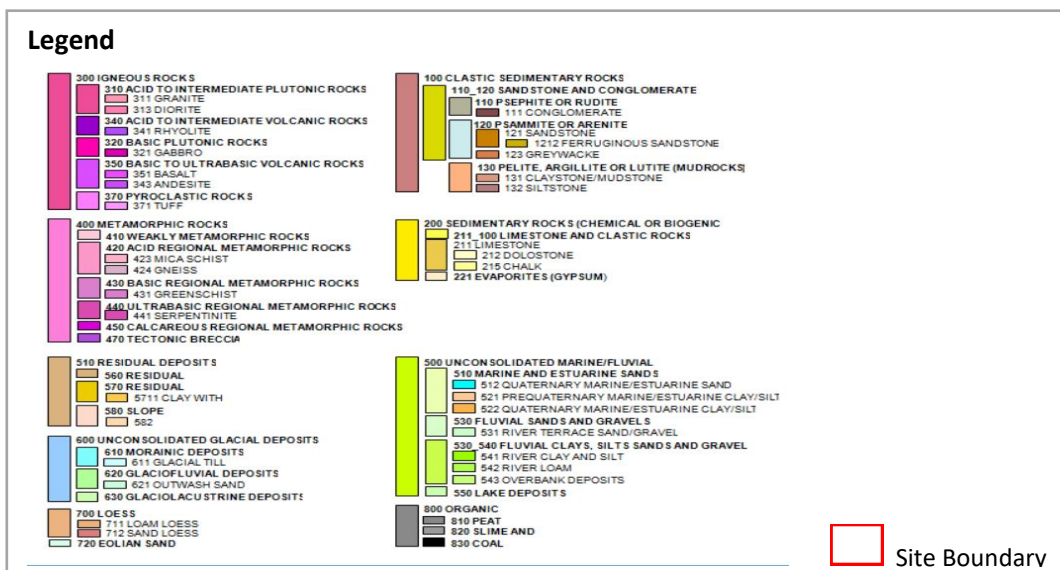 Legend
300 IGNEOUS ROCKS
310 ACID TO INTERMEDIATE PLUTONIC ROCKS
311 GRANITE
313 DIORITE
340 ACID TO INTERMEDIATE VOLCANIC ROCKS
341 RHYOLITE
320 BASIC PLUTONIC ROCKS
321 GABBRO
350 BASIC TO ULTRABASIC VOLCANIC ROCKS
351 BASALT
343 ANDESITE
370 PYROCLASTIC ROCKS
371 TUFF
400 METAMORPHIC ROCKS
410 WEAKLY METAMORPHIC ROCKS
420 ACID REGIONAL METAMORPHIC ROCKS
423 MICA SCHIST
424 GNEISS
430 BASIC REGIONAL METAMORPHIC ROCKS
431 GREENSCHIST
440 ULTRABASIC REGIONAL METAMORPHIC ROCKS
441 SERPENTINITE
450 CALCAREOUS REGIONAL METAMORPHIC ROCKS
470 TECTONIC BRECCIA
510 RESIDUAL DEPOSITS
560 RESIDUAL
570 RESIDUAL
5711 CLAY WITH
580 SLOPE
582
600 UNCONSOLIDATED GLACIAL DEPOSITS
610 MORAINIC DEPOSITS
611 GLACIAL TILL
620 GLACIOFLUVIAL DEPOSITS
621 OUTWASH SAND
630 GLACIOLACUSTRINE DEPOSITS
700 LOESS
711 LOAM LOESS
712 SAND LOESS
720 EOLIAN SAND
100 CLASTIC SEDIMENTARY ROCKS
110_120 SANDSTONE AND CONGLOMERATE
110 PSEPHITE OR RUDITE
111 CONGLOMERATE
120 PSAMMITE OR ARENITE
121 SANDSTONE
1212 FERRUGINOUS SANDSTONE
123 GREYWACKE
130 PELITE, ARGILLITE OR LUTITE (MUDROCKS)
131 CLAYSTONE/MUDSTONE
132 SILTSTONE
200 SEDIMENTARY ROCKS (CHEMICAL OR BIOGENIC
211_100 LIMESTONE AND CLASTIC ROCKS
211 LIMESTONE
212 DOLOSTONE
215 CHALK
221 EVAPORITES (GYPSUM)
500 UNCONSOLIDATED MARINE/FLUVIAL
510 MARINE AND ESTUARINE SANDS
512 QUATERNARY MARINE/ESTUARINE SAND
521 PREQUATERNARY MARINE/ESTUARINE CLAY/SILT
522 QUATERNARY MARINE/ESTUARINE CLAY/SILT
530 FLUVIAL SANDS AND GRAVELS
531 RIVER TERRACE SAND/GRAVEL
530_540 FLUVIAL CLAYS, SILTS SANDS AND GRAVEL
541 RIVER CLAY AND SILT
542 RIVER LOAM
543 OVERBANK DEPOSITS
550 LAKE DEPOSITS
800 ORGANIC
810 PEAT
820 SLIME AND
830 COAL
Site Boundary